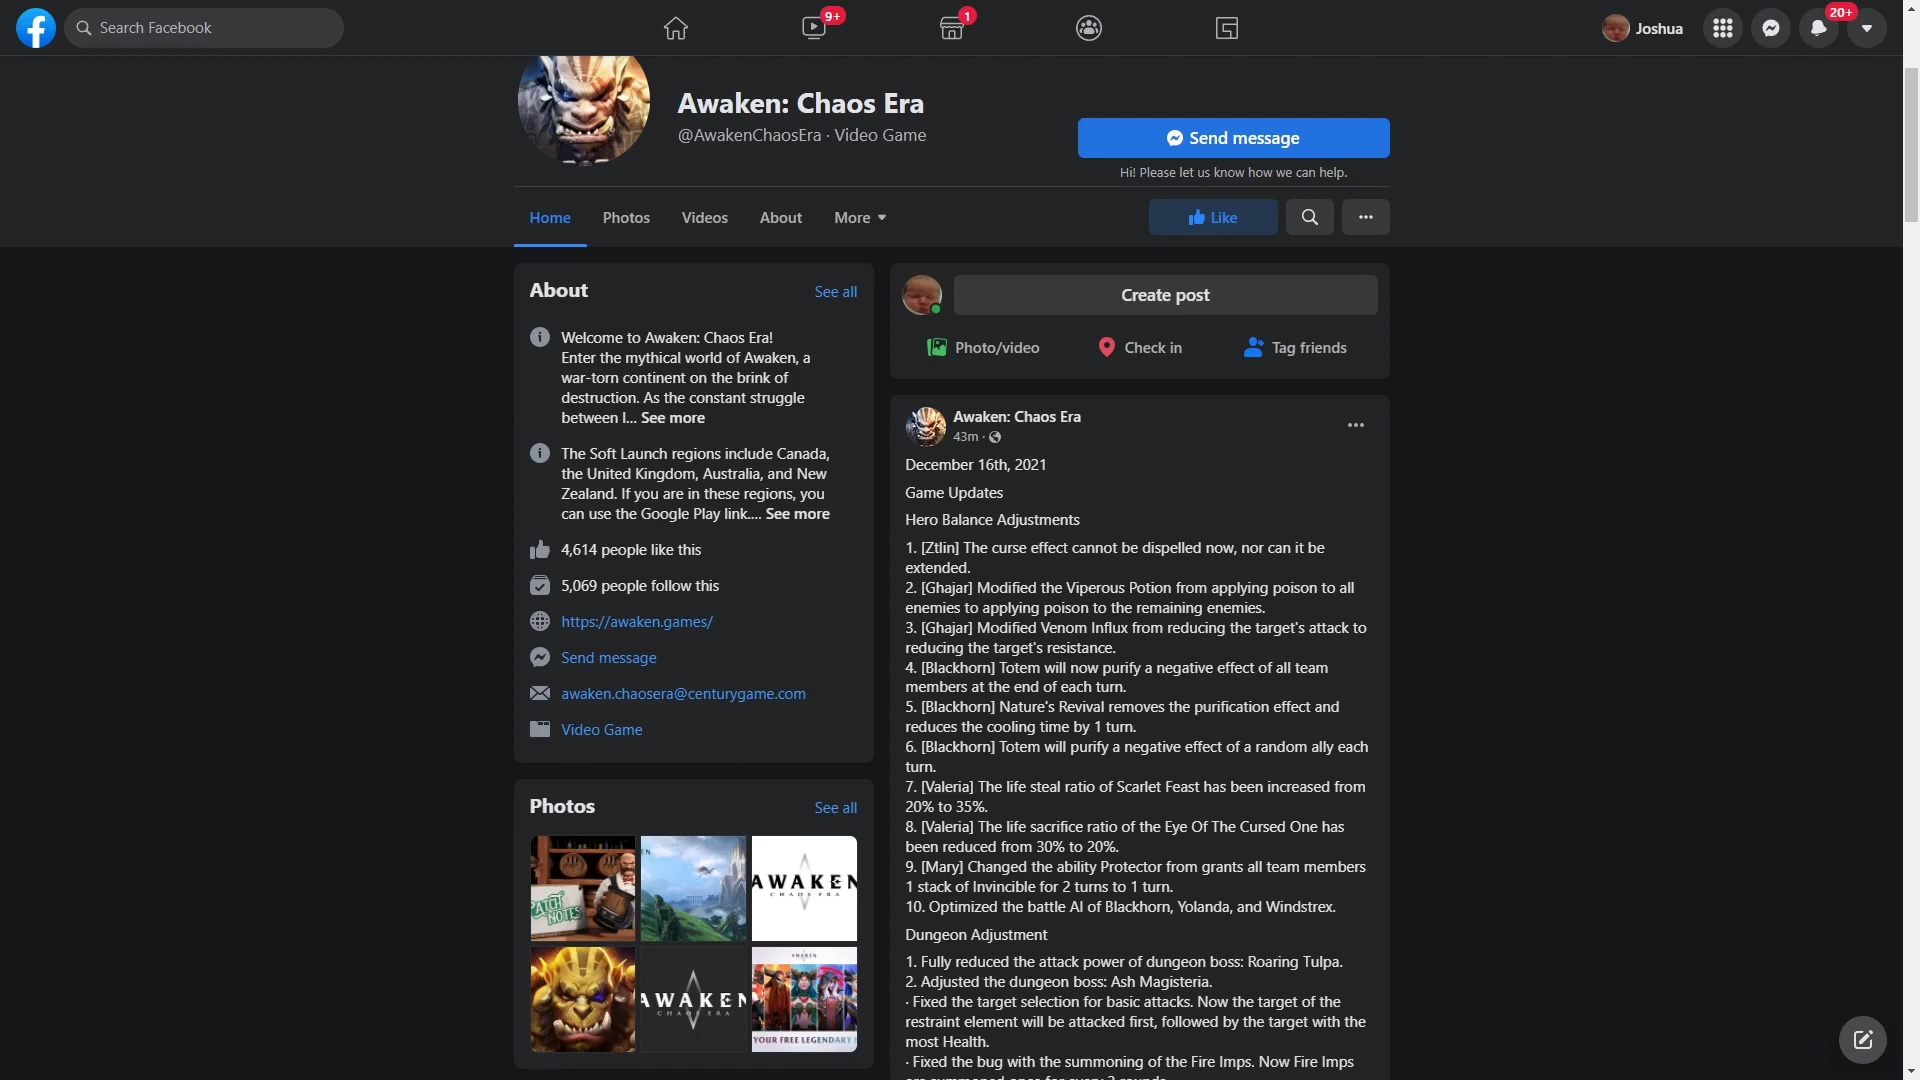 Search Facebook
9+
1
Joshua
20+
Awaken: Chaos Era
@AwakenChaosEra · Video Game
Send message
Hi! Please let us know how we can help.
Home
Photos
Videos
About
More
Like
About
See all
Welcome to Awaken: Chaos Era!
Enter the mythical world of Awaken, a
war-torn continent on the brink of
destruction. As the constant struggle
between l... See more
The Soft Launch regions include Canada,
the United Kingdom, Australia, and New
Zealand. If you are in these regions, you
can use the Google Play link.... See more
4,614 people like this
5,069 people follow this
https://awaken.games/
Send message
awaken.chaosera@centurygame.com
Video Game
Photos
See all
PATCH
NOTES
EN
AWAKEN
CHAOS ERA
AWAKEN
CHAOS ERA
AWAKEN
YOUR FREE LEGENDARY
Create post
Photo/video
Check in
Tag friends
Awaken: Chaos Era
43m ·
December 16th, 2021
Game Updates
Hero Balance Adjustments
1. [Ztlin] The curse effect cannot be dispelled now, nor can it be
extended.
2. [Ghajar] Modified the Viperous Potion from applying poison to all
enemies to applying poison to the remaining enemies.
3. [Ghajar] Modified Venom Influx from reducing the target's attack to
reducing the target's resistance.
4. [Blackhorn] Totem will now purify a negative effect of all team
members at the end of each turn.
5. [Blackhorn] Nature's Revival removes the purification effect and
reduces the cooling time by 1 turn.
6. [Blackhorn] Totem will purify a negative effect of a random ally each
turn.
7. [Valeria] The life steal ratio of Scarlet Feast has been increased from
20% to 35%.
8. [Valeria] The life sacrifice ratio of the Eye Of The Cursed One has
been reduced from 30% to 20%.
9. [Mary] Changed the ability Protector from grants all team members
1 stack of Invincible for 2 turns to 1 turn.
10. Optimized the battle AI of Blackhorn, Yolanda, and Windstrex.
Dungeon Adjustment
1. Fully reduced the attack power of dungeon boss: Roaring Tulpa.
2. Adjusted the dungeon boss: Ash Magisteria.
· Fixed the target selection for basic attacks. Now the target of the
restraint element will be attacked first, followed by the target with the
most Health.
· Fixed the bug with the summoning of the Fire Imps. Now Fire Imps
are summoned once for every 2 rounds.